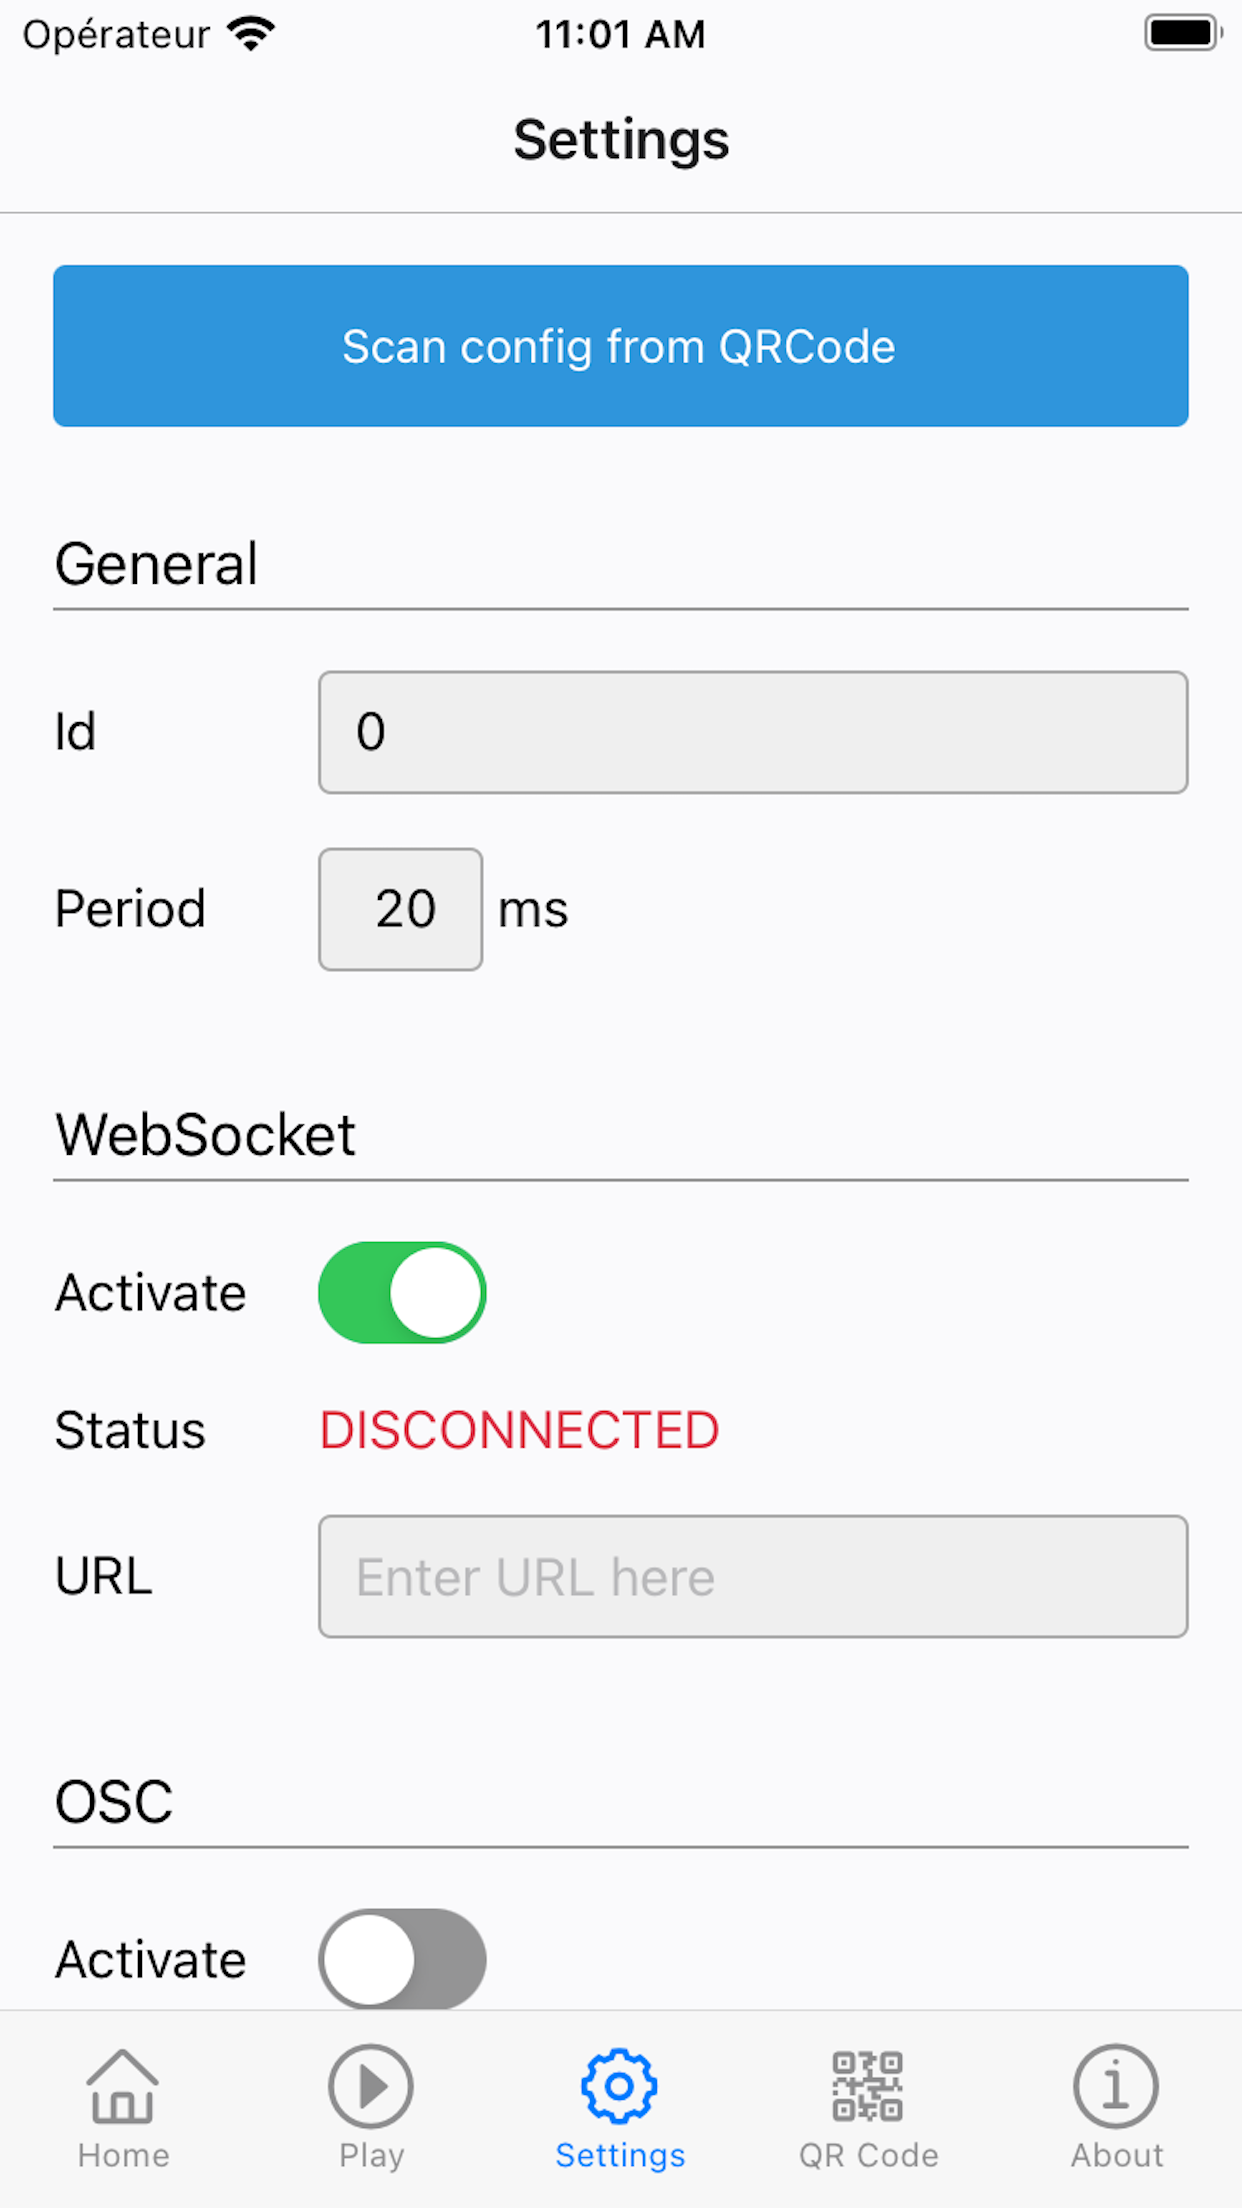 Opérateur 11:01 AM
Settings
Scan config from QRCode
General
Id 0
Period 20 ms
WebSocket
Activate
Status DISCONNECTED
URL Enter URL here
OSC
Activate
Home Play Settings QR Code About